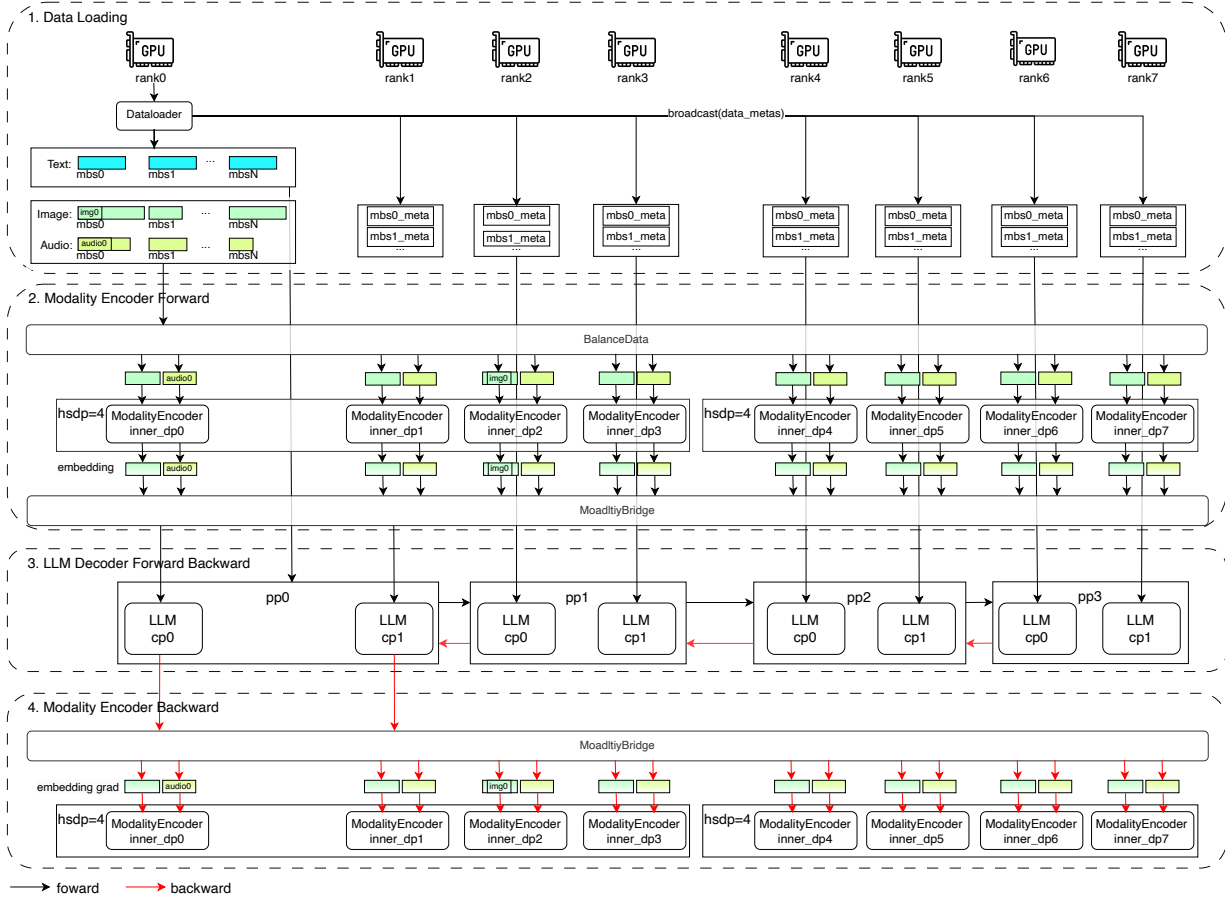 1. Data Loading
GPU GPU GPU GPU GPU GPU GPU GPU
rank0 rank1 rank2 rank3 rank4 rank5 rank6 rank7
Dataloader
broadcast(data_metas)
Text:
mbs0 mbs1 ... mbsN
Image: img0
mbs0 mbs1 ... mbsN
Audio: audio0
mbs0 mbs1 ... mbsN
mbs0_meta mbs0_meta mbs0_meta mbs0_meta mbs0_meta mbs0_meta mbs0_meta
mbs1_meta mbs1_meta mbs1_meta mbs1_meta mbs1_meta mbs1_meta mbs1_meta
... ... ... ... ... ... ...
2. Modality Encoder Forward
BalanceData
audio0 img0
hsdp=4 hsdp=4
ModalityEncoder ModalityEncoder ModalityEncoder ModalityEncoder ModalityEncoder ModalityEncoder ModalityEncoder ModalityEncoder
inner_dp0 inner_dp1 inner_dp2 inner_dp3 inner_dp4 inner_dp5 inner_dp6 inner_dp7
embedding audio0 img0
MoadltiyBridge
3. LLM Decoder Forward Backward
pp0 pp1 pp2 pp3
LLM LLM LLM LLM LLM LLM LLM LLM
cp0 cp1 cp0 cp1 cp0 cp1 cp0 cp1
4. Modality Encoder Backward
MoadltiyBridge
embedding grad audio0 img0
hsdp=4 hsdp=4
ModalityEncoder ModalityEncoder ModalityEncoder ModalityEncoder ModalityEncoder ModalityEncoder ModalityEncoder ModalityEncoder
inner_dp0 inner_dp1 inner_dp2 inner_dp3 inner_dp4 inner_dp5 inner_dp6 inner_dp7
foward backward